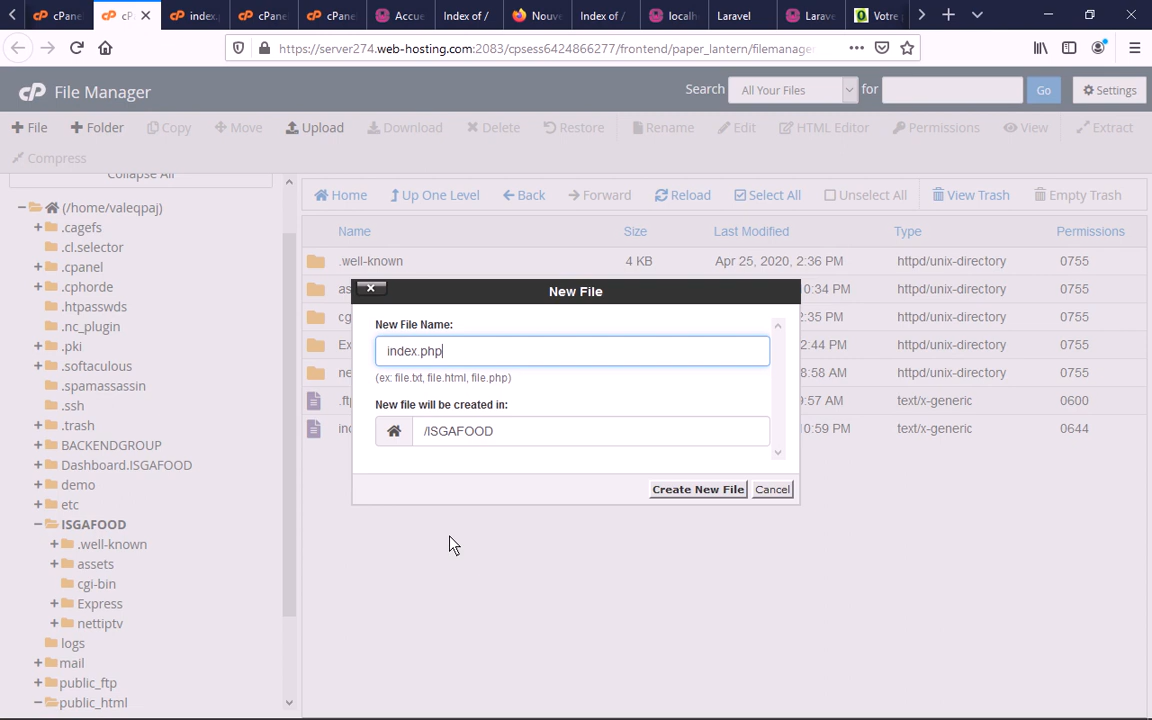 cPane
cP
index.
cPane
cPane
Accue
Index of /
Nouve
Index of /
localh
Laravel
Larave
Votre
https://server274.web-hosting.com:2083/cpsess6424866277/frontend/paper_lantern/filemanager
cP File Manager
Search All Your Files for Go Settings
File Folder Copy Move Upload Download Delete Restore Rename Edit HTML Editor Permissions View Extract
Compress
Collapse All
(/home/valeqpaj)
.cagefs
.cl.selector
.cpanel
.cphorde
.htpasswds
.nc_plugin
.pki
.softaculous
.spamassassin
.ssh
.trash
BACKENDGROUP
Dashboard.ISGAFOOD
demo
etc
ISGAFOOD
.well-known
assets
cgi-bin
Express
nettiptv
logs
mail
public_ftp
public_html
Home Up One Level Back Forward Reload Select All Unselect All View Trash Empty Trash
Name Size Last Modified Type Permissions
.well-known 4 KB Apr 25, 2020, 2:36 PM httpd/unix-directory 0755
as 0:34 PM httpd/unix-directory 0755
cg 2:35 PM httpd/unix-directory 0755
Ex 2:44 PM httpd/unix-directory 0755
ne 8:58 AM httpd/unix-directory 0755
.ft 9:57 AM text/x-generic 0600
inc 0:59 PM text/x-generic 0644
New File
New File Name:
index.php
(ex: file.txt, file.html, file.php)
New file will be created in:
/ISGAFOOD
Create New File Cancel